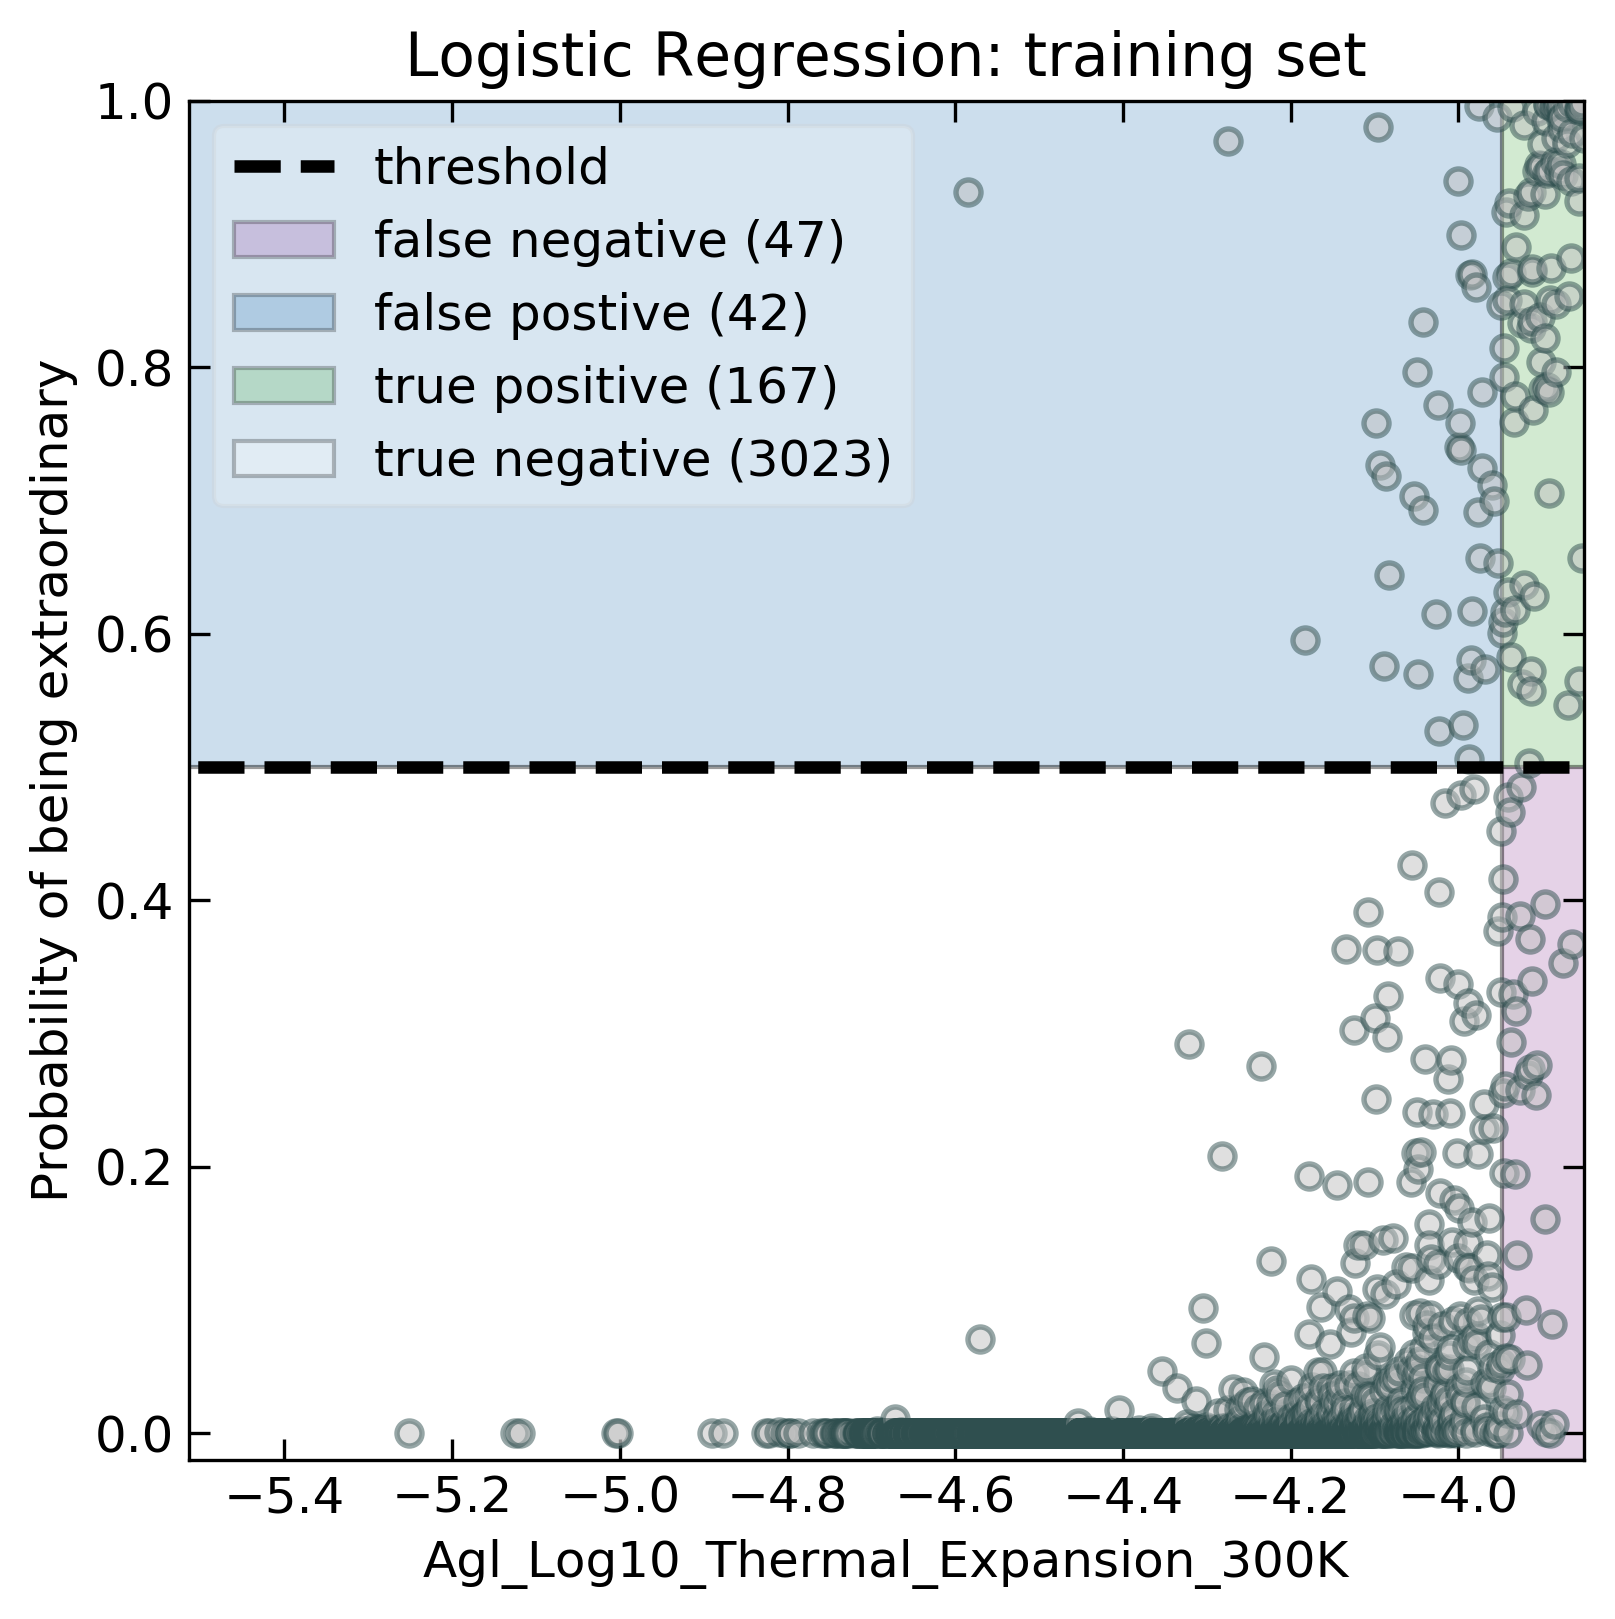 Logistic Regression: training set
threshold
false negative (47)
false postive (42)
true positive (167)
true negative (3023)
Probability of being extraordinary
1.0
0.8
0.6
0.4
0.2
0.0
−5.4 −5.2 −5.0 −4.8 −4.6 −4.4 −4.2 −4.0
Agl_Log10_Thermal_Expansion_300K